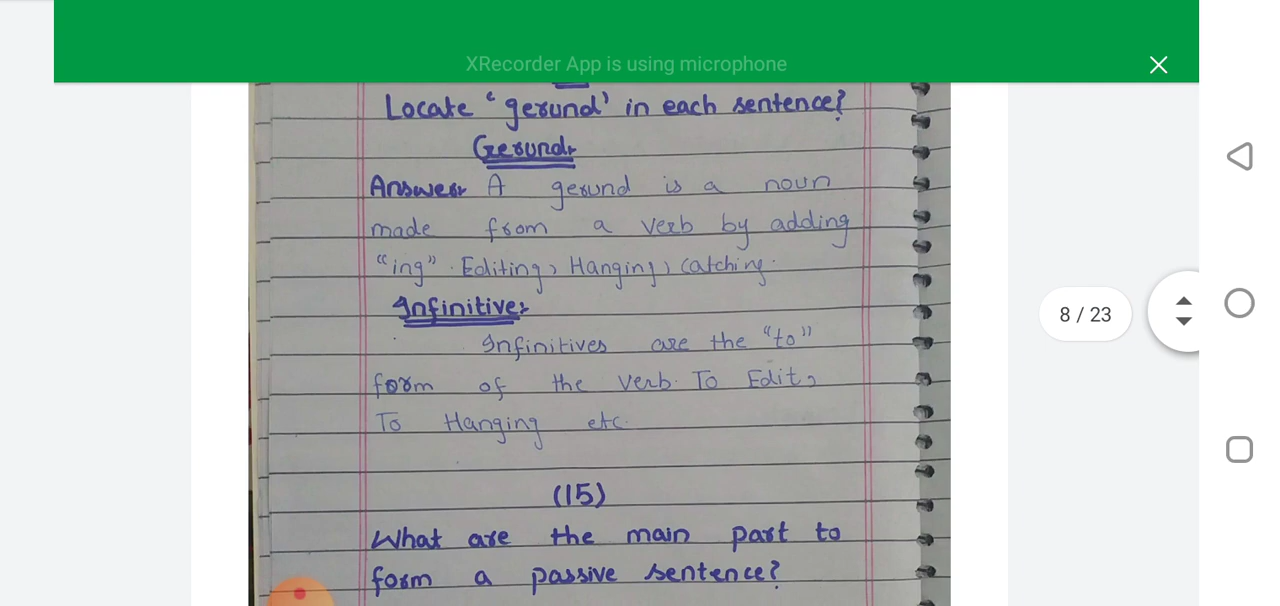 XRecorder App is using microphone
Locate "gerund" in each sentence?
Gerund:
Answer: A gerund is a noun
made from a verb by adding
"ing". Editing, Hanging, Catching.
Infinitive:
Infinitives are the "to"
form of the verb. To Edit,
To Hanging etc.
8 / 23
(15)
What are the main part to
form a passive sentence?